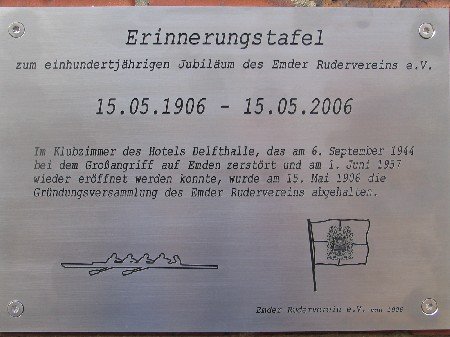 Erinnerungstafel
zum einhundertjährigen Jubiläum des Emder Rudervereins e.V.
15.05.1906 - 15.05.2006
Im Klubzimmer des Hotels Delfthalle, das am 6. September 1944
bei dem Großangriff auf Emden zerstört und am 1. Juni 1957
wieder eröffnet werden konnte, wurde am 15. Mai 1906 die
Gründungsversammlung des Emder Rudervereins abgehalten.
Emder Ruderverein e.V. von 1906